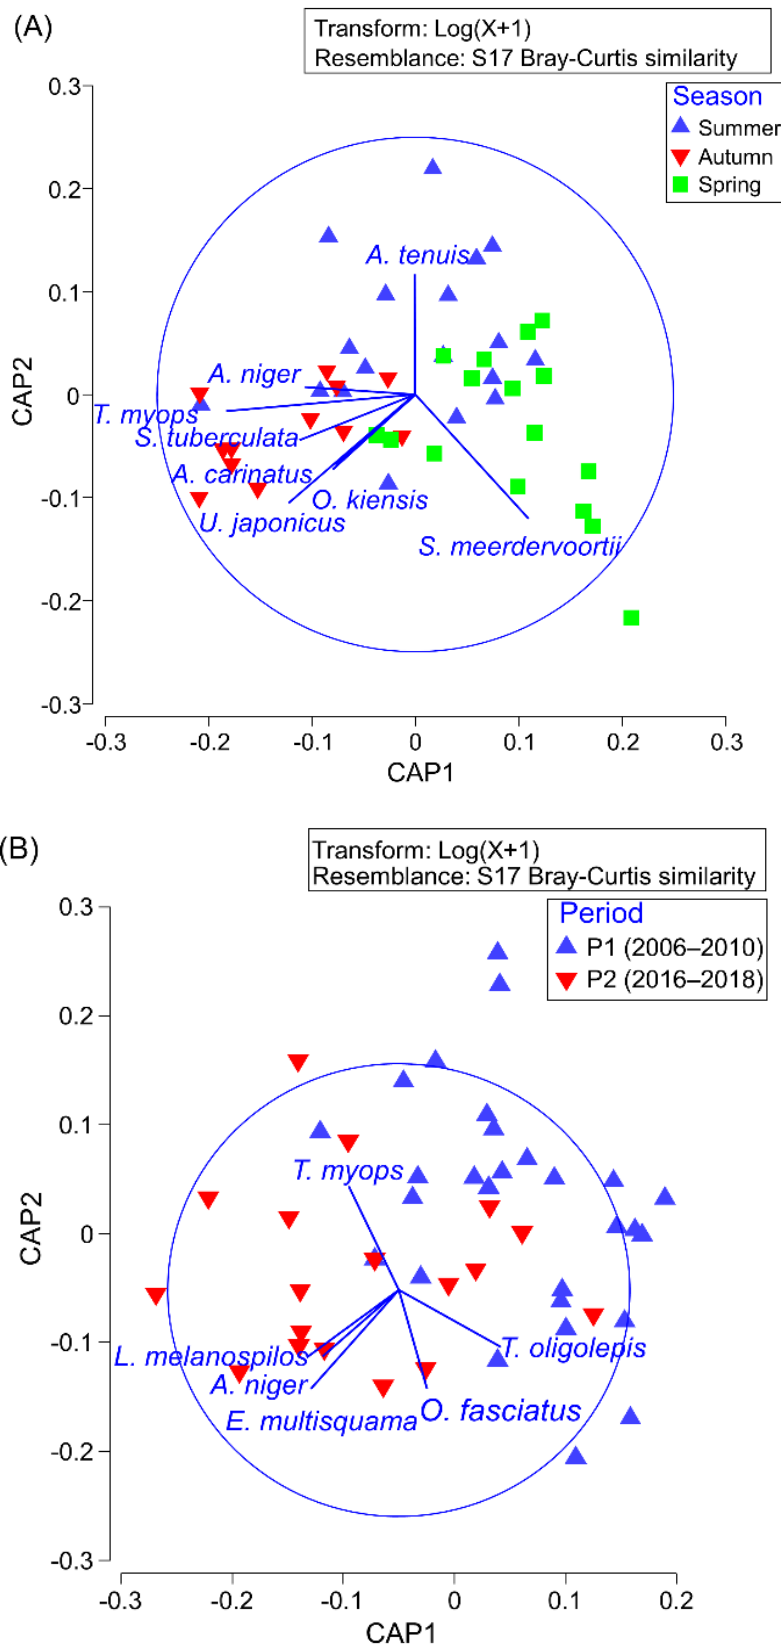 (A)
Transform: Log(X+1)
Resemblance: S17 Bray-Curtis similarity
Season
Summer
Autumn
Spring
0.3
0.2
0.1
0
-0.1
-0.2
-0.3
CAP2
A. tenuis
A. niger
T. myops
S. tuberculata
A. carinatus
O. kiensis
U. japonicus
S. meerdervoortii
-0.3
-0.2
-0.1
0
0.1
0.2
0.3
CAP1
(B)
Transform: Log(X+1)
Resemblance: S17 Bray-Curtis similarity
Period
P1 (2006–2010)
P2 (2016–2018)
0.3
0.2
0.1
0
-0.1
-0.2
-0.3
CAP2
T. myops
L. melanospilos
T. oligolepis
A. niger
E. multisquama
O. fasciatus
-0.3
-0.2
-0.1
0
0.1
0.2
CAP1